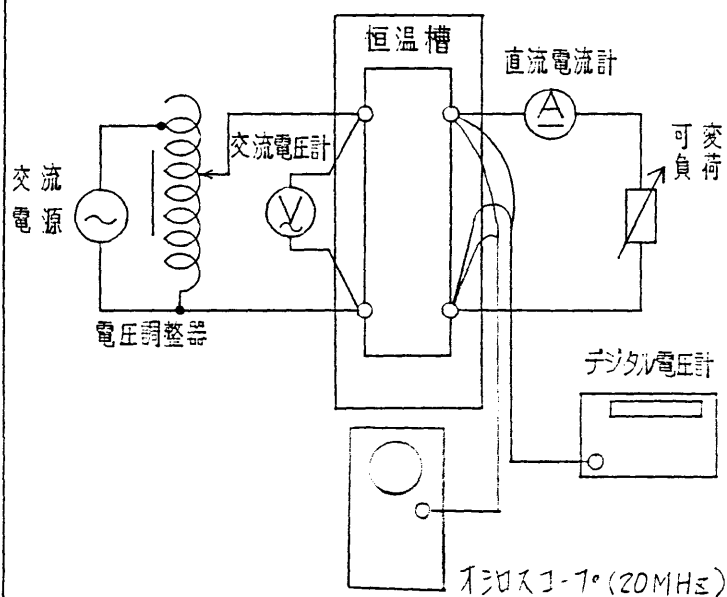 恒温槽
直流電流計
A
可変
負荷
交流電圧計
V
交流
電源
電圧調整器
デジタル電圧計
オシロスコープ(20MHz)